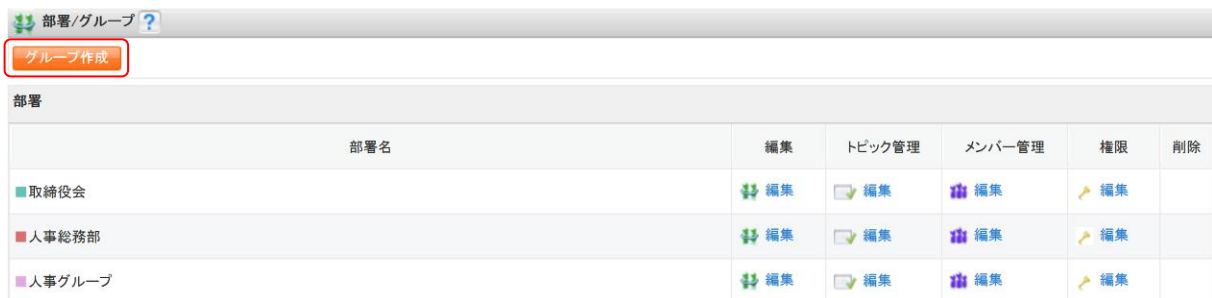 部署/グループ ?
グループ作成
部署
部署名 編集 トピック管理 メンバー管理 権限 削除
取締役会 編集 編集 編集 編集
人事総務部 編集 編集 編集 編集
人事グループ 編集 編集 編集 編集